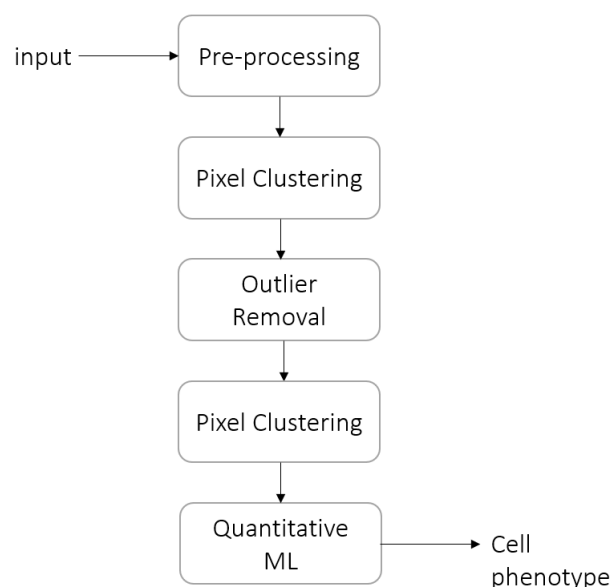 input
Pre-processing
Pixel Clustering
Outlier
Removal
Pixel Clustering
Quantitative
ML
Cell
phenotype